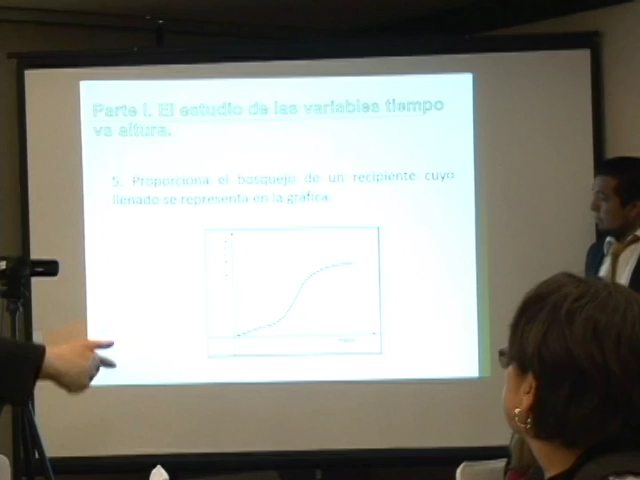 Parte I. El estudio de las variables tiempo
vs altura.
5. Proporciona el bosquejo de un recipiente cuyo
llenado se representa en la gráfica.